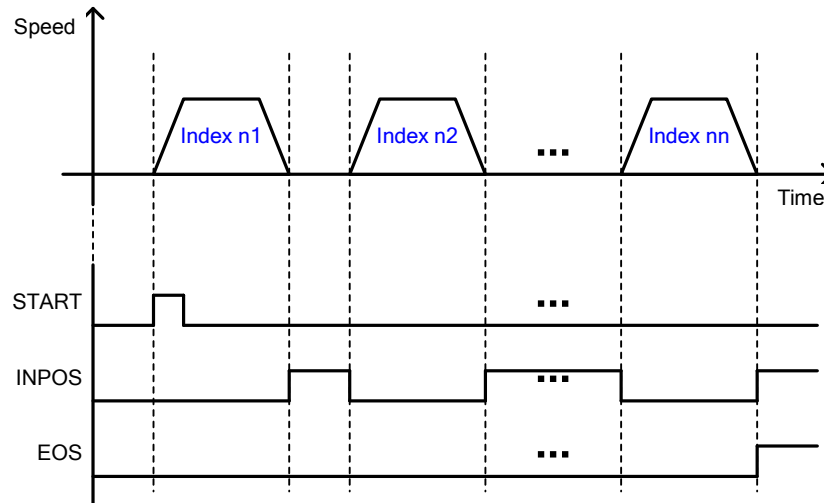 Speed
Index n1
Index n2
...
Index nn
Time
START
...
INPOS
...
EOS
...